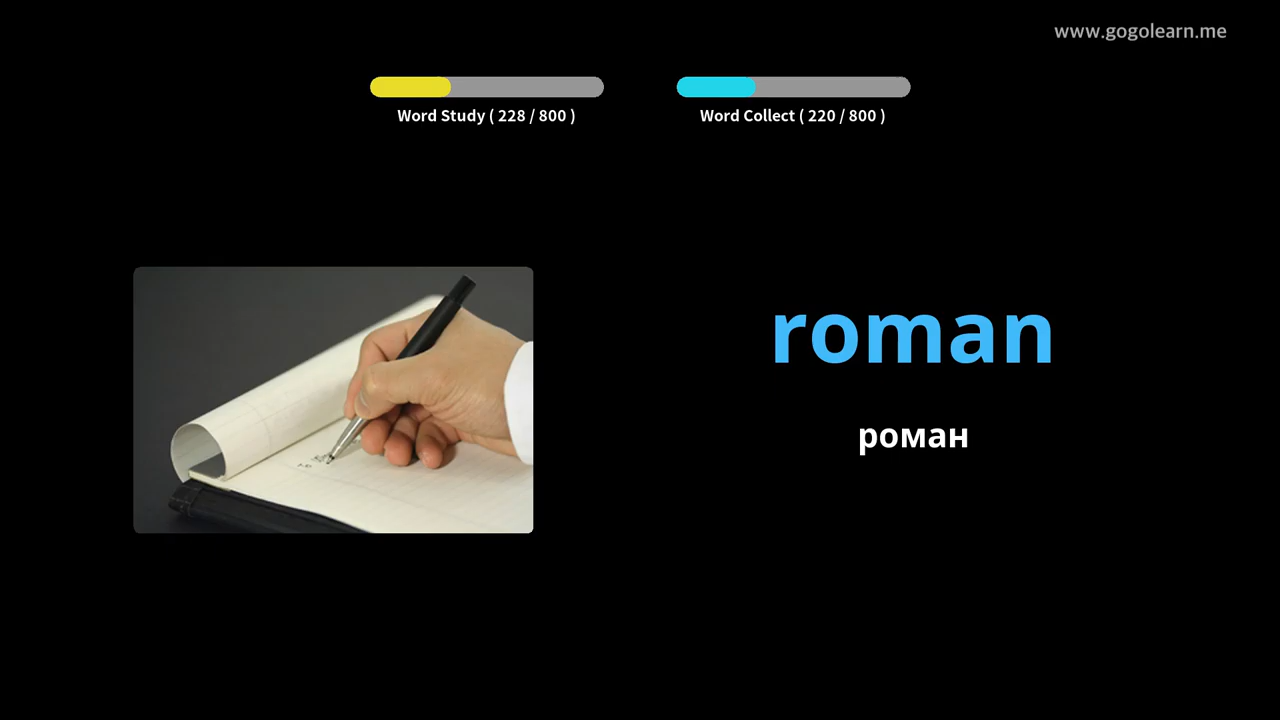 www.gogolearn.me
Word Study ( 228 / 800 )
Word Collect ( 220 / 800 )
roman
роман